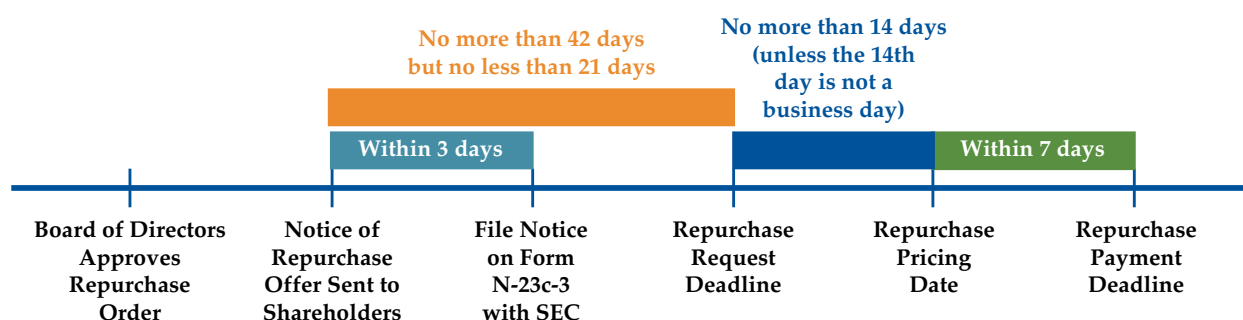 No more than 42 days
but no less than 21 days
No more than 14 days
(unless the 14th
day is not a
business day)
Within 3 days
Within 7 days
Board of Directors
Approves
Repurchase
Order
Notice of
Repurchase
Offer Sent to
Shareholders
File Notice
on Form
N-23c-3
with SEC
Repurchase
Request
Deadline
Repurchase
Pricing
Date
Repurchase
Payment
Deadline